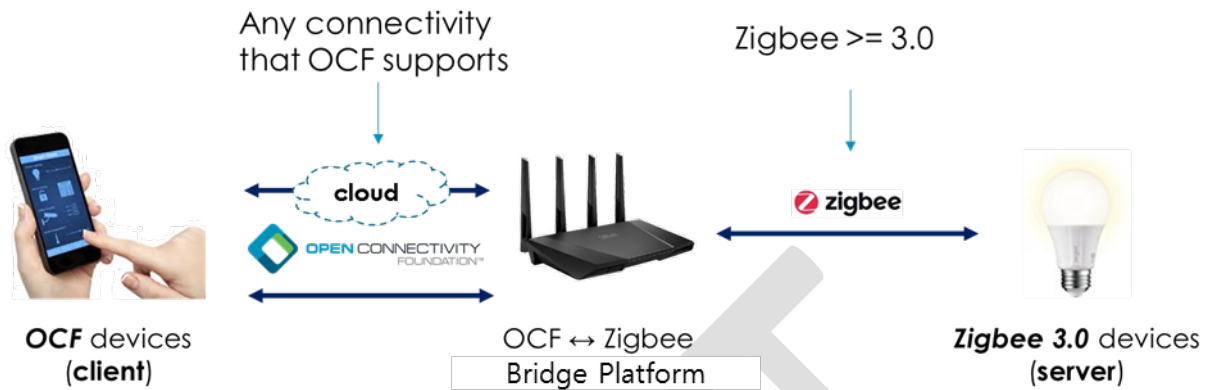 Any connectivity
that OCF supports
Zigbee >= 3.0
cloud
zigbee
OPEN CONNECTIVITY
FOUNDATION™
OCF devices
(client)
OCF ↔ Zigbee
Bridge Platform
Zigbee 3.0 devices
(server)